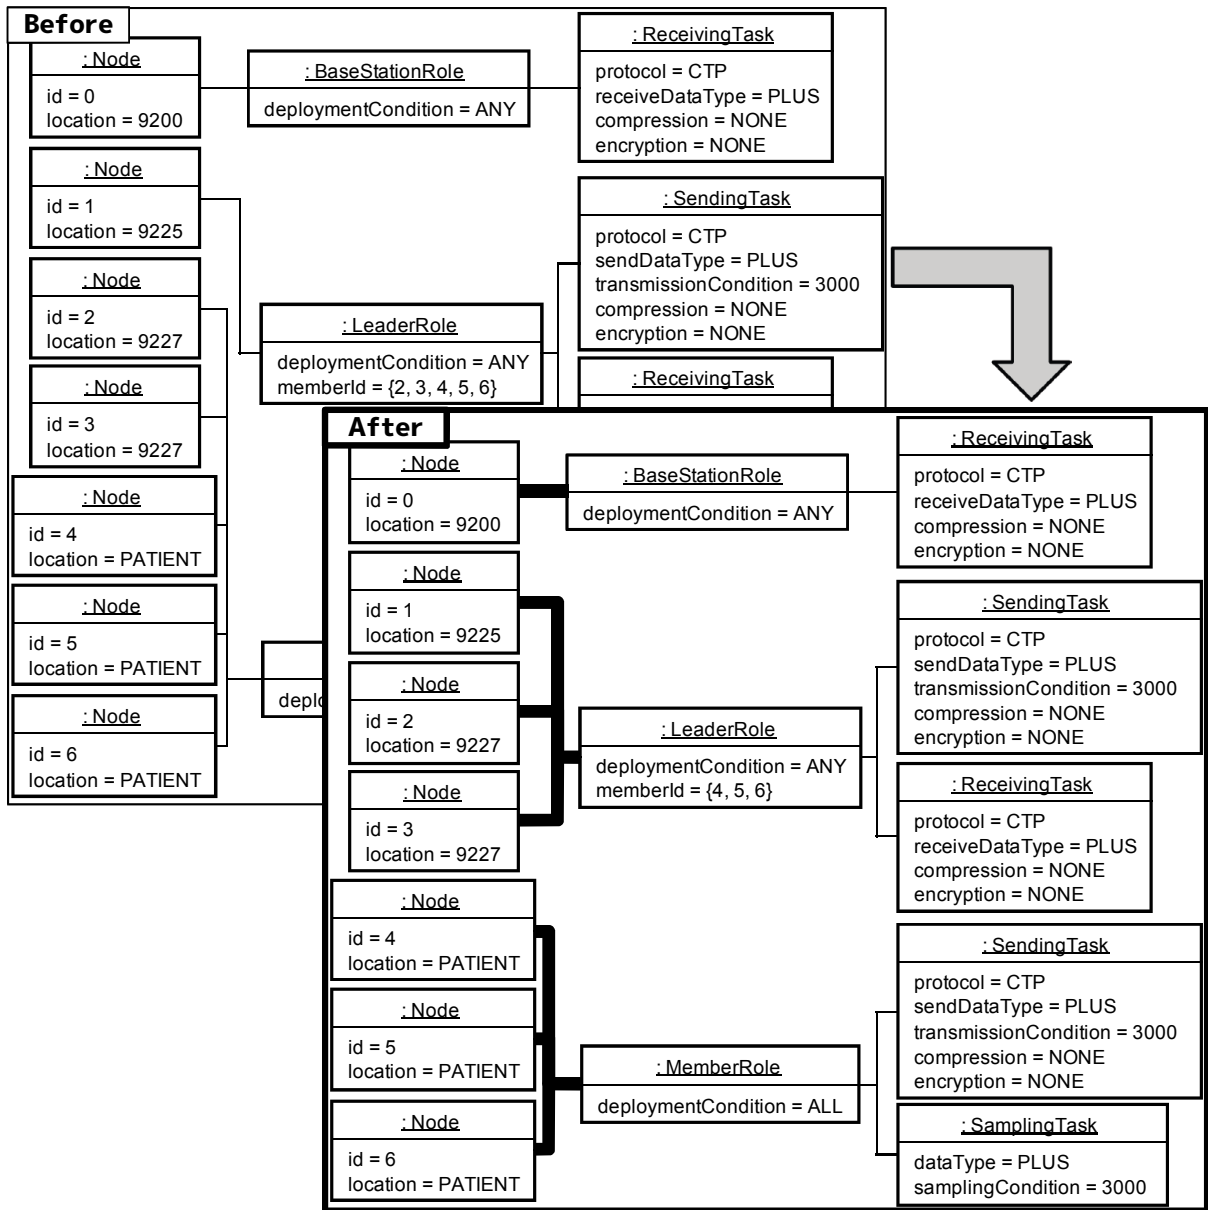 Before
: Node
id = 0
location = 9200
: BaseStationRole
deploymentCondition = ANY
: ReceivingTask
protocol = CTP
receiveDataType = PLUS
compression = NONE
encryption = NONE
: Node
id = 1
location = 9225
: SendingTask
protocol = CTP
sendDataType = PLUS
transmissionCondition = 3000
compression = NONE
encryption = NONE
: Node
id = 2
location = 9227
: LeaderRole
deploymentCondition = ANY
memberId = {2, 3, 4, 5, 6}
: ReceivingTask
: Node
id = 3
location = 9227
: Node
id = 4
location = PATIENT
: Node
id = 5
location = PATIENT
: Node
id = 6
location = PATIENT
After
: Node
id = 0
location = 9200
: BaseStationRole
deploymentCondition = ANY
: ReceivingTask
protocol = CTP
receiveDataType = PLUS
compression = NONE
encryption = NONE
: Node
id = 1
location = 9225
: Node
id = 2
location = 9227
: Node
id = 3
location = 9227
: LeaderRole
deploymentCondition = ANY
memberId = {4, 5, 6}
: SendingTask
protocol = CTP
sendDataType = PLUS
transmissionCondition = 3000
compression = NONE
encryption = NONE
: ReceivingTask
protocol = CTP
receiveDataType = PLUS
compression = NONE
encryption = NONE
: Node
id = 4
location = PATIENT
: Node
id = 5
location = PATIENT
: Node
id = 6
location = PATIENT
: MemberRole
deploymentCondition = ALL
: SendingTask
protocol = CTP
sendDataType = PLUS
transmissionCondition = 3000
compression = NONE
encryption = NONE
: SamplingTask
dataType = PLUS
samplingCondition = 3000